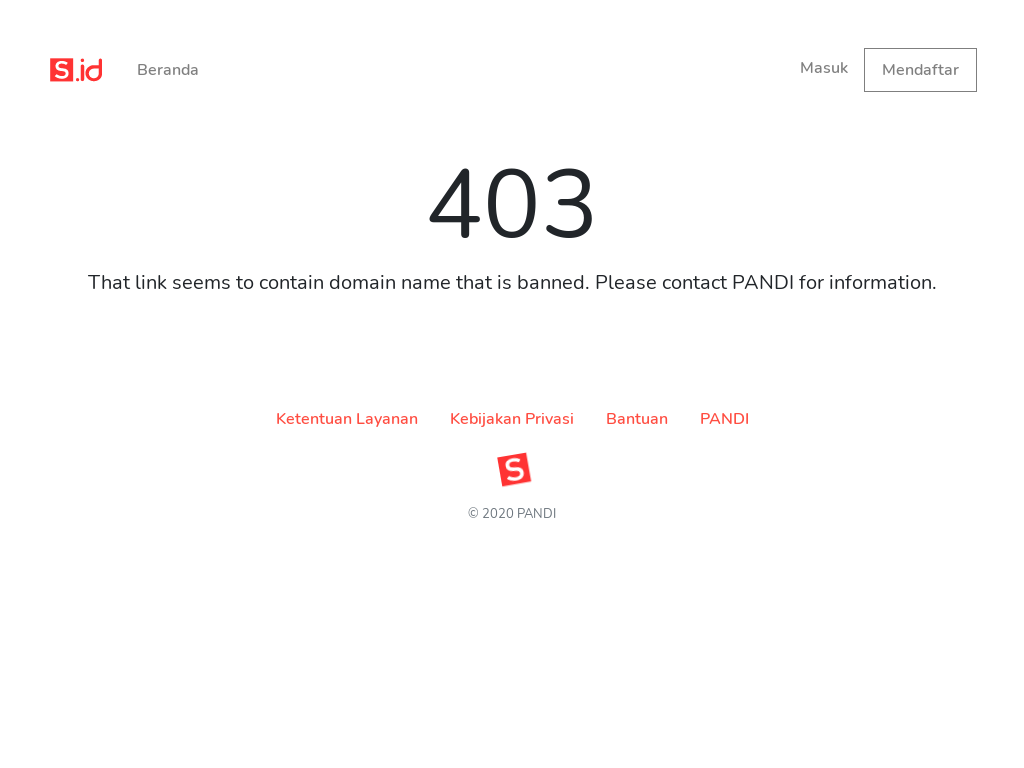 S.id
Beranda
Masuk
Mendaftar
403
That link seems to contain domain name that is banned. Please contact PANDI for information.
Ketentuan Layanan
Kebijakan Privasi
Bantuan
PANDI
S
© 2020 PANDI